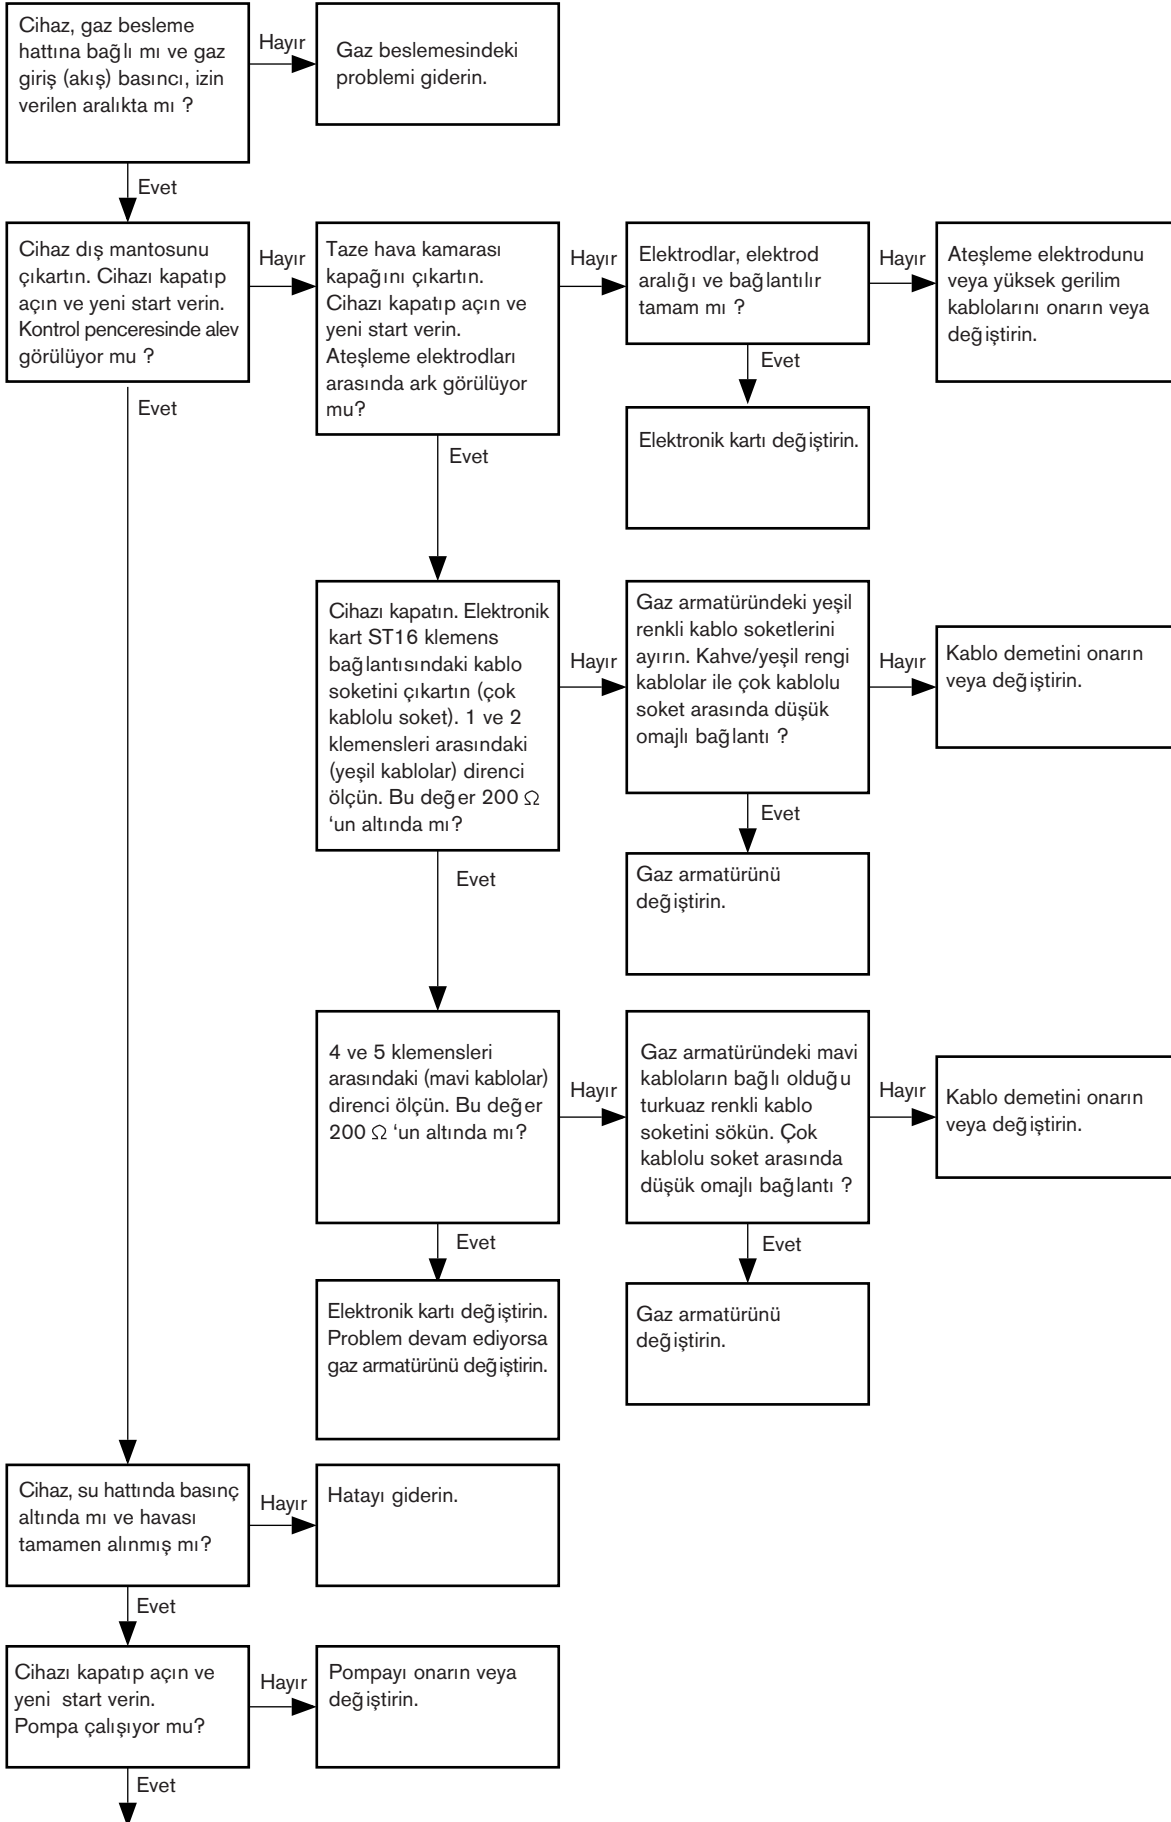 Cihaz, gaz besleme
hattına bağlı mı ve gaz
giriş (akış) basıncı, izin
verilen aralıkta mı ?
Hayır
Gaz beslemesindeki
problemi giderin.
Evet
Cihaz dış mantosunu
çıkartın. Cihazı kapatıp
açın ve yeni start verin.
Kontrol penceresinde alev
görülüyor mu ?
Hayır
Taze hava kamarası
kapağını çıkartın.
Cihazı kapatıp açın ve
yeni start verin.
Ateşleme elektrodları
arasında ark görülüyor
mu?
Hayır
Elektrodlar, elektrod
aralığı ve bağlantılır
tamam mı ?
Hayır
Ateşleme elektrodunu
veya yüksek gerilim
kablolarını onarın veya
değiştirin.
Evet
Elektronik kartı değiştirin.
Evet
Evet
Cihazı kapatın. Elektronik
kart ST16 klemens
bağlantısındaki kablo
soketini çıkartın (çok
kablolu soket). 1 ve 2
klemensleri arasındaki
(yeşil kablolar) direnci
ölçün. Bu değer 200 Ω
‘un altında mı?
Hayır
Gaz armatüründeki yeşil
renkli kablo soketlerini
ayırın. Kahve/yeşil rengi
kablolar ile çok kablolu
soket arasında düşük
omajlı bağlantı ?
Hayır
Kablo demetini onarın
veya değiştirin.
Evet
Gaz armatürünü
değiştirin.
Evet
4 ve 5 klemensleri
arasındaki (mavi kablolar)
direnci ölçün. Bu değer
200 Ω ‘un altında mı?
Hayır
Gaz armatüründeki mavi
kabloların bağlı olduğu
turkuaz renkli kablo
soketini sökün. Çok
kablolu soket arasında
düşük omajlı bağlantı ?
Hayır
Kablo demetini onarın
veya değiştirin.
Evet
Gaz armatürünü
değiştirin.
Evet
Elektronik kartı değiştirin.
Problem devam ediyorsa
gaz armatürünü değiştirin.
Cihaz, su hattında basınç
altında mı ve havası
tamamen alınmış mı?
Hayır
Hatayı giderin.
Evet
Cihazı kapatıp açın ve
yeni start verin.
Pompa çalışıyor mu?
Hayır
Pompayı onarın veya
değiştirin.
Evet